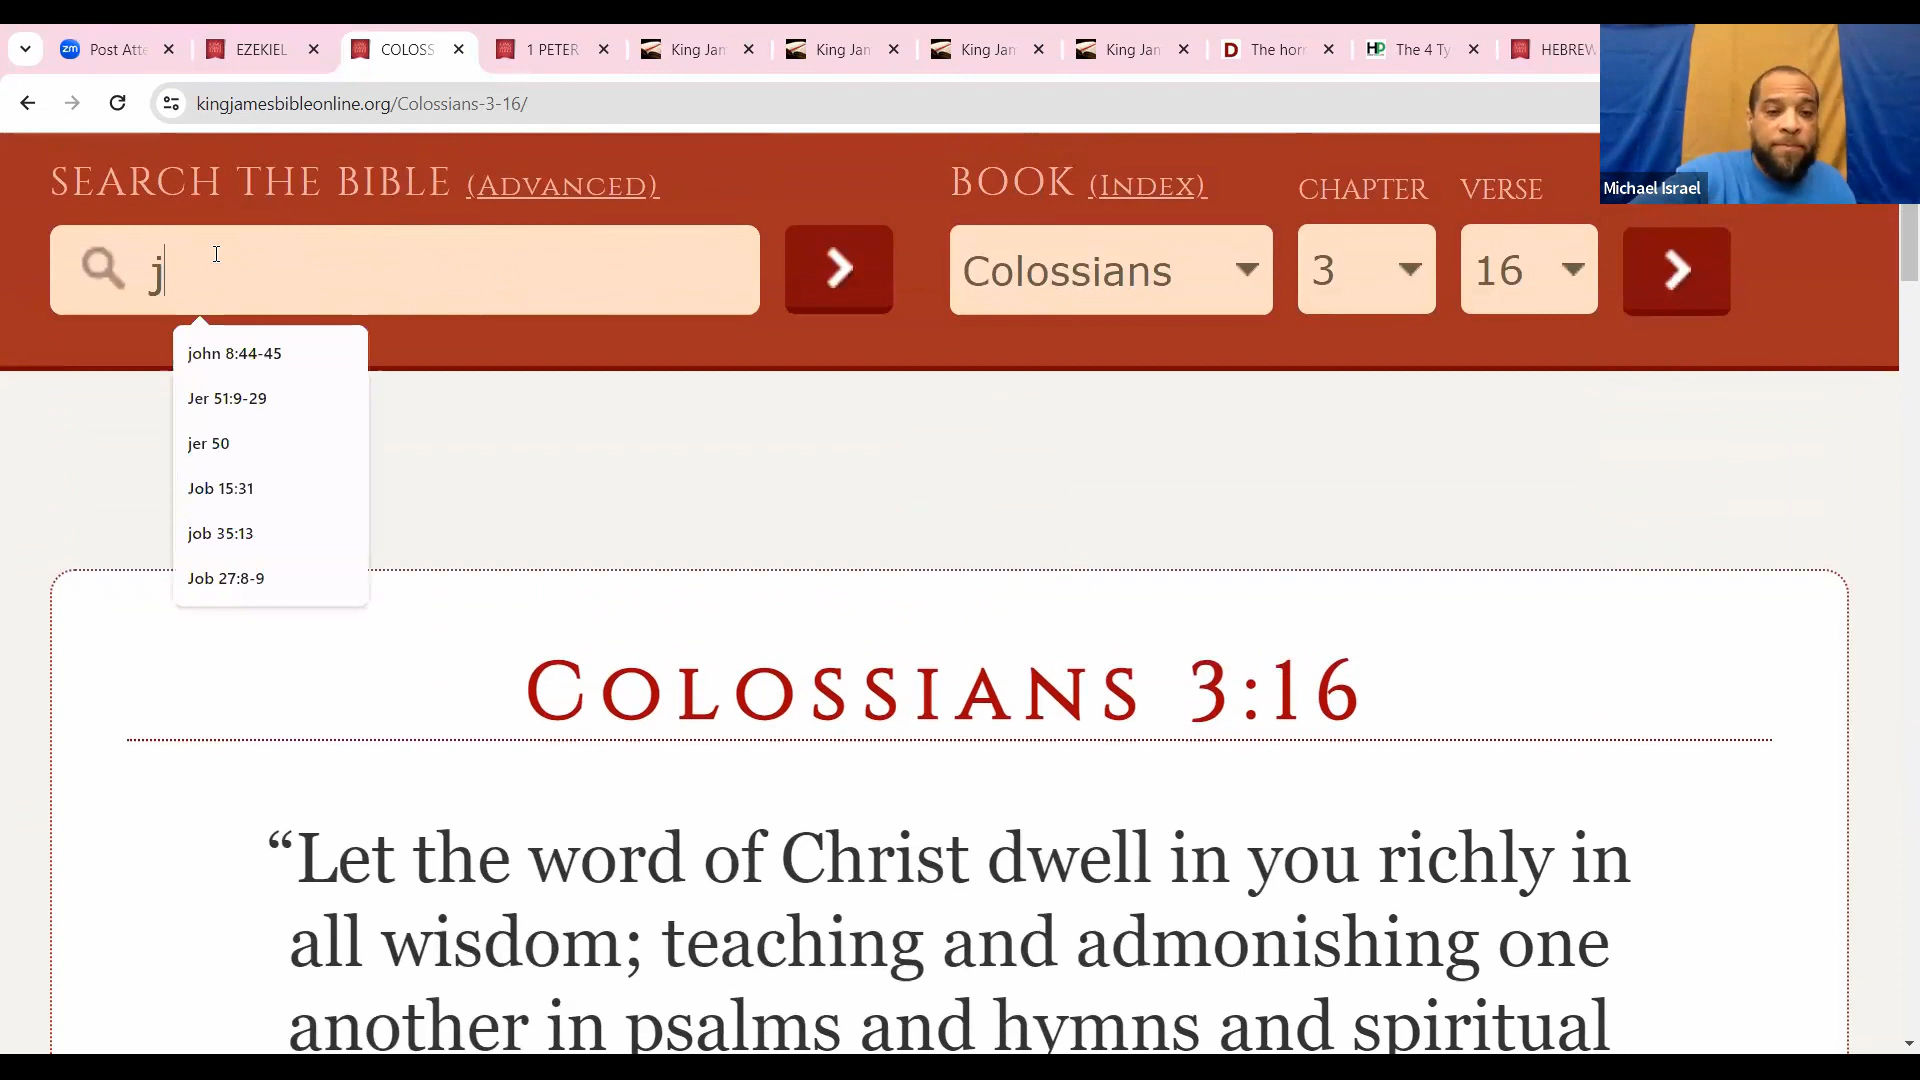 Post Atte
EZEKIEL
COLOSS
1 PETER
King Jam
King Jam
King Jam
King Jam
The horr
The 4 Ty
HEBREW
kingjamesbibleonline.org/Colossians-3-16/
Michael Israel
SEARCH THE BIBLE (ADVANCED)
BOOK (INDEX)
CHAPTER
VERSE
j
Colossians
3
16
john 8:44-45
Jer 51:9-29
jer 50
Job 15:31
job 35:13
Job 27:8-9
COLOSSIANS 3:16
“Let the word of Christ dwell in you richly in
all wisdom; teaching and admonishing one
another in psalms and hymns and spiritual